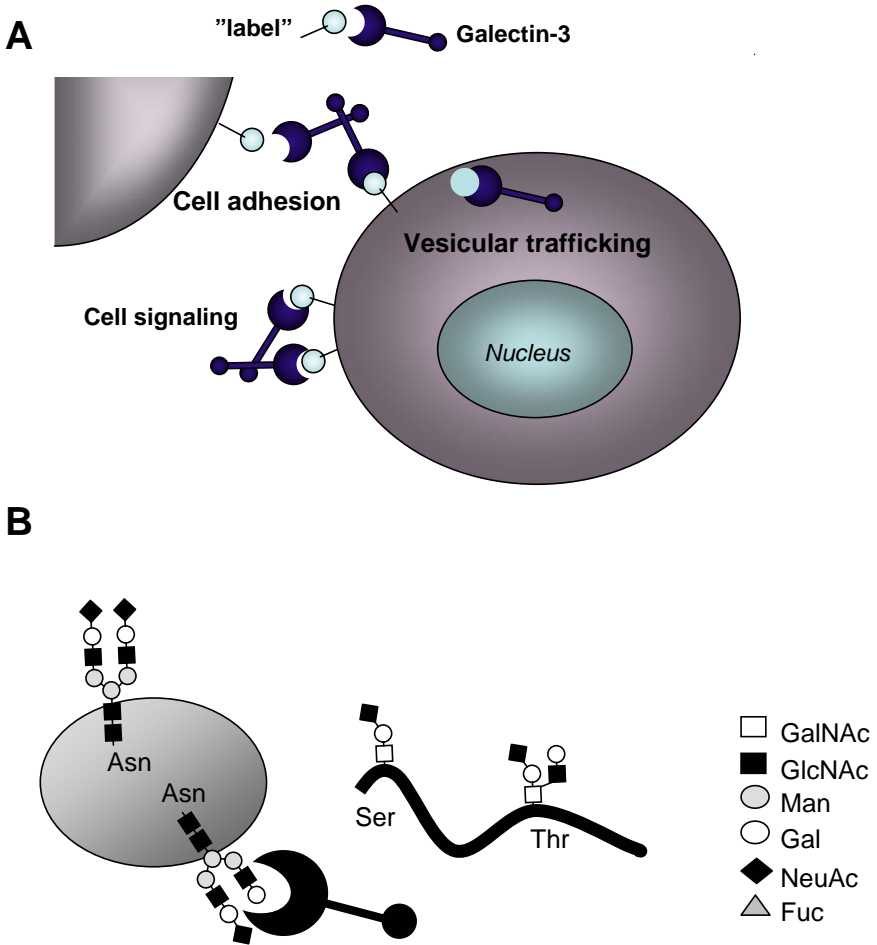 A
”label”
Galectin-3
Cell adhesion
Vesicular trafficking
Cell signaling
Nucleus
B
Asn
Asn
Ser
Thr
GalNAc
GlcNAc
Man
Gal
NeuAc
Fuc